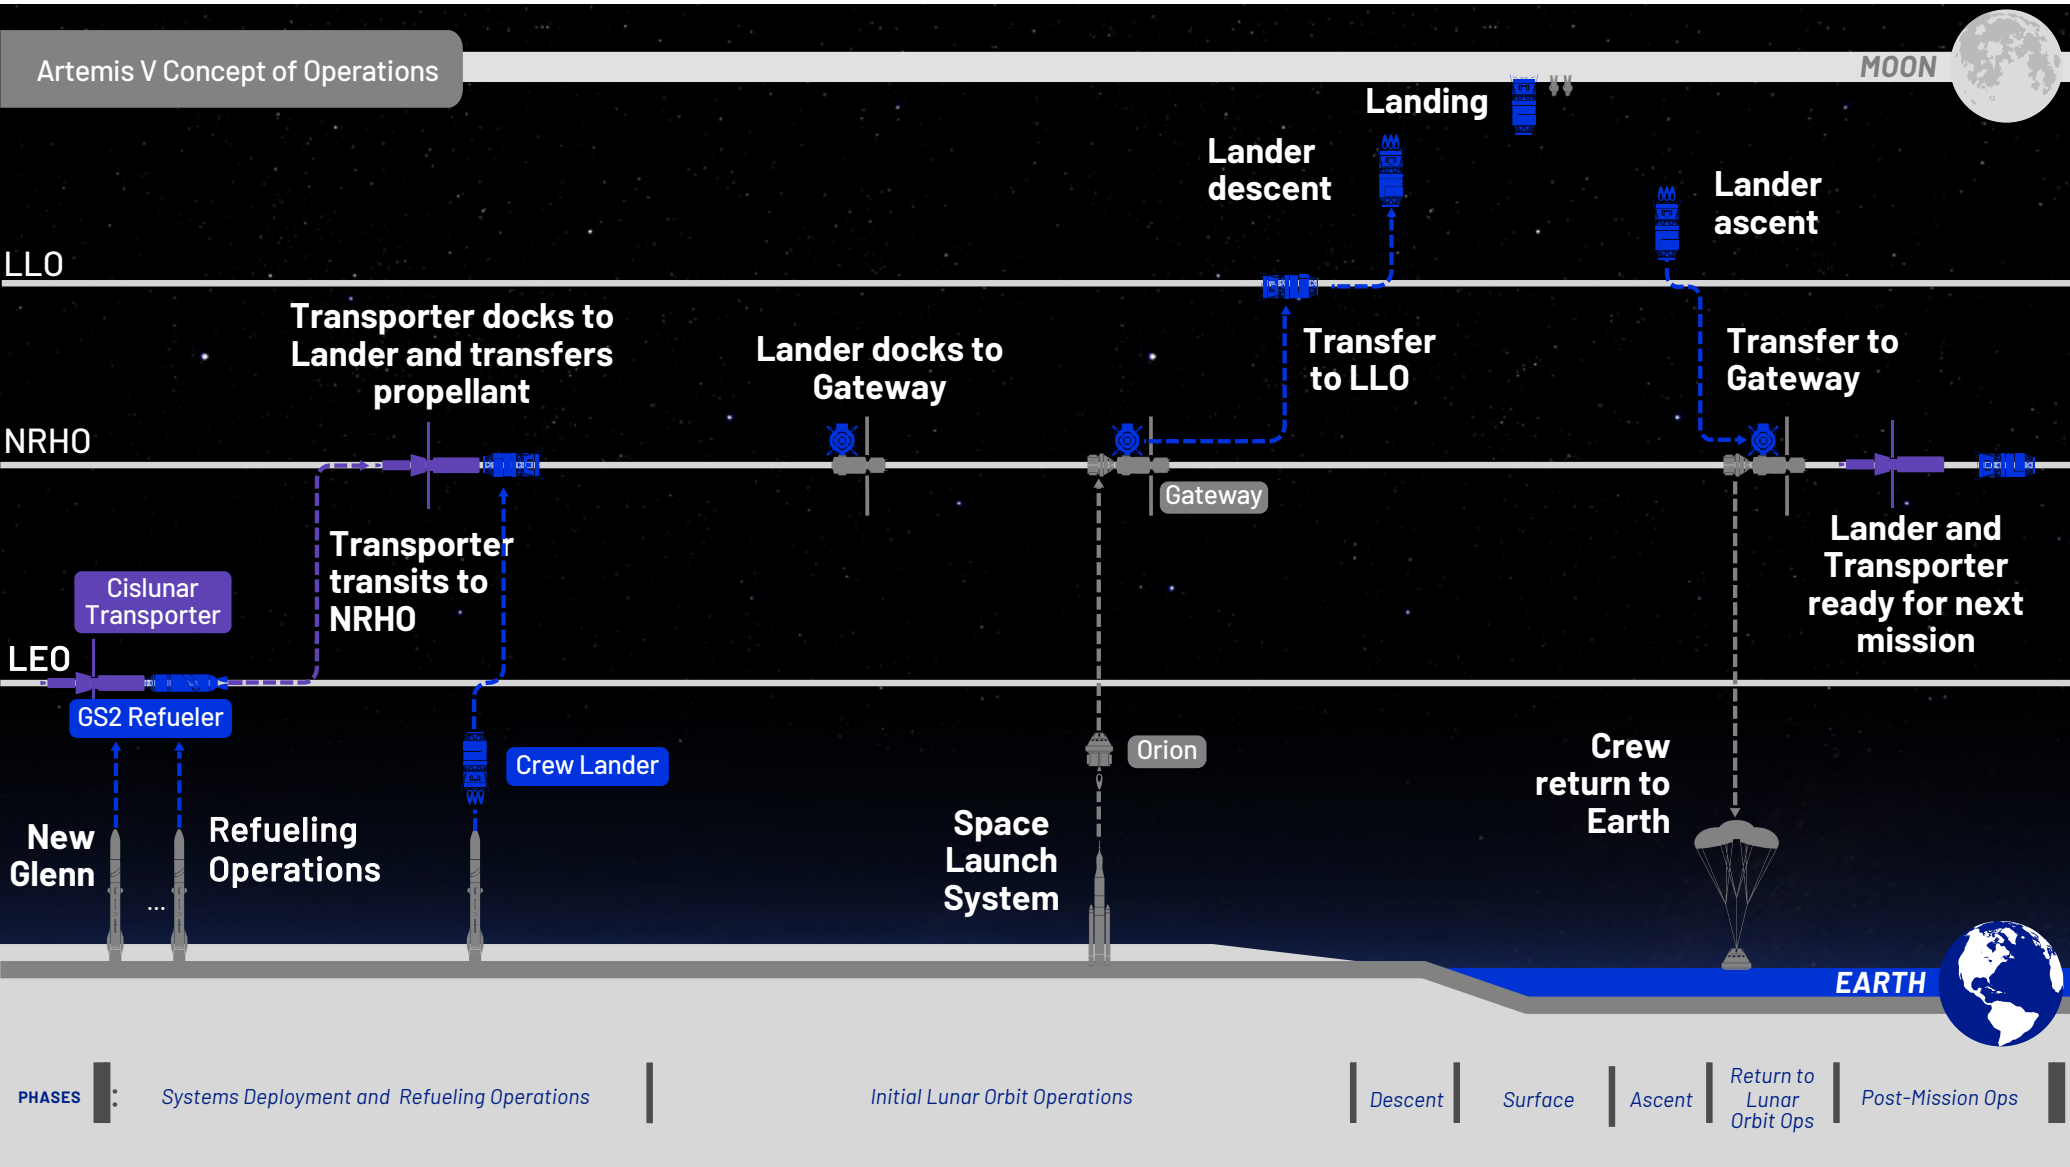 Artemis V Concept of Operations
MOON
Landing
Lander
descent
Lander
ascent
LLO
Transporter docks to
Lander and transfers
propellant
Lander docks to
Gateway
Transfer
to LLO
Transfer to
Gateway
NRHO
Gateway
Transporter
transits to
NRHO
Lander and
Transporter
ready for next
mission
Cislunar
Transporter
LEO
GS2 Refueler
Crew Lander
Orion
Crew
return to
Earth
New
Glenn
...
Refueling
Operations
Space
Launch
System
EARTH
PHASES :
Systems Deployment and Refueling Operations
Initial Lunar Orbit Operations
Descent
Surface
Ascent
Return to
Lunar
Orbit Ops
Post-Mission Ops